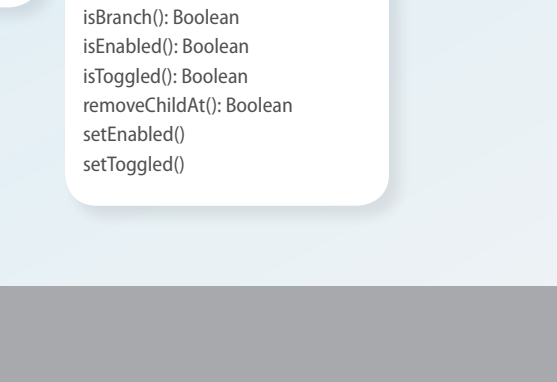 isBranch(): Boolean
isEnabled(): Boolean
isToggled(): Boolean
removeChildAt(): Boolean
setEnabled()
setToggled()